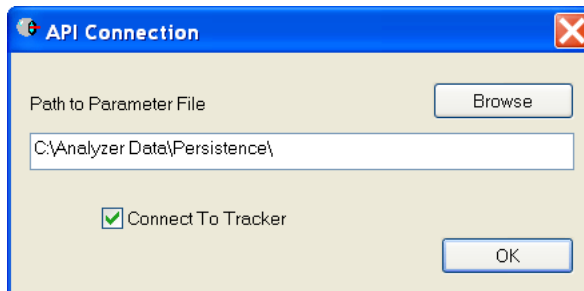 API Connection
Path to Parameter File
Browse
C:\Analyzer Data\Persistence\
Connect To Tracker
OK